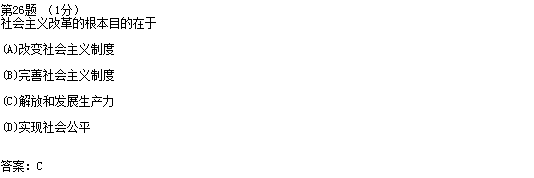 第26题 (1分)
社会主义改革的根本目的在于
(A)改变社会主义制度
(B)完善社会主义制度
(C)解放和发展生产力
(D)实现社会公平
答案：C